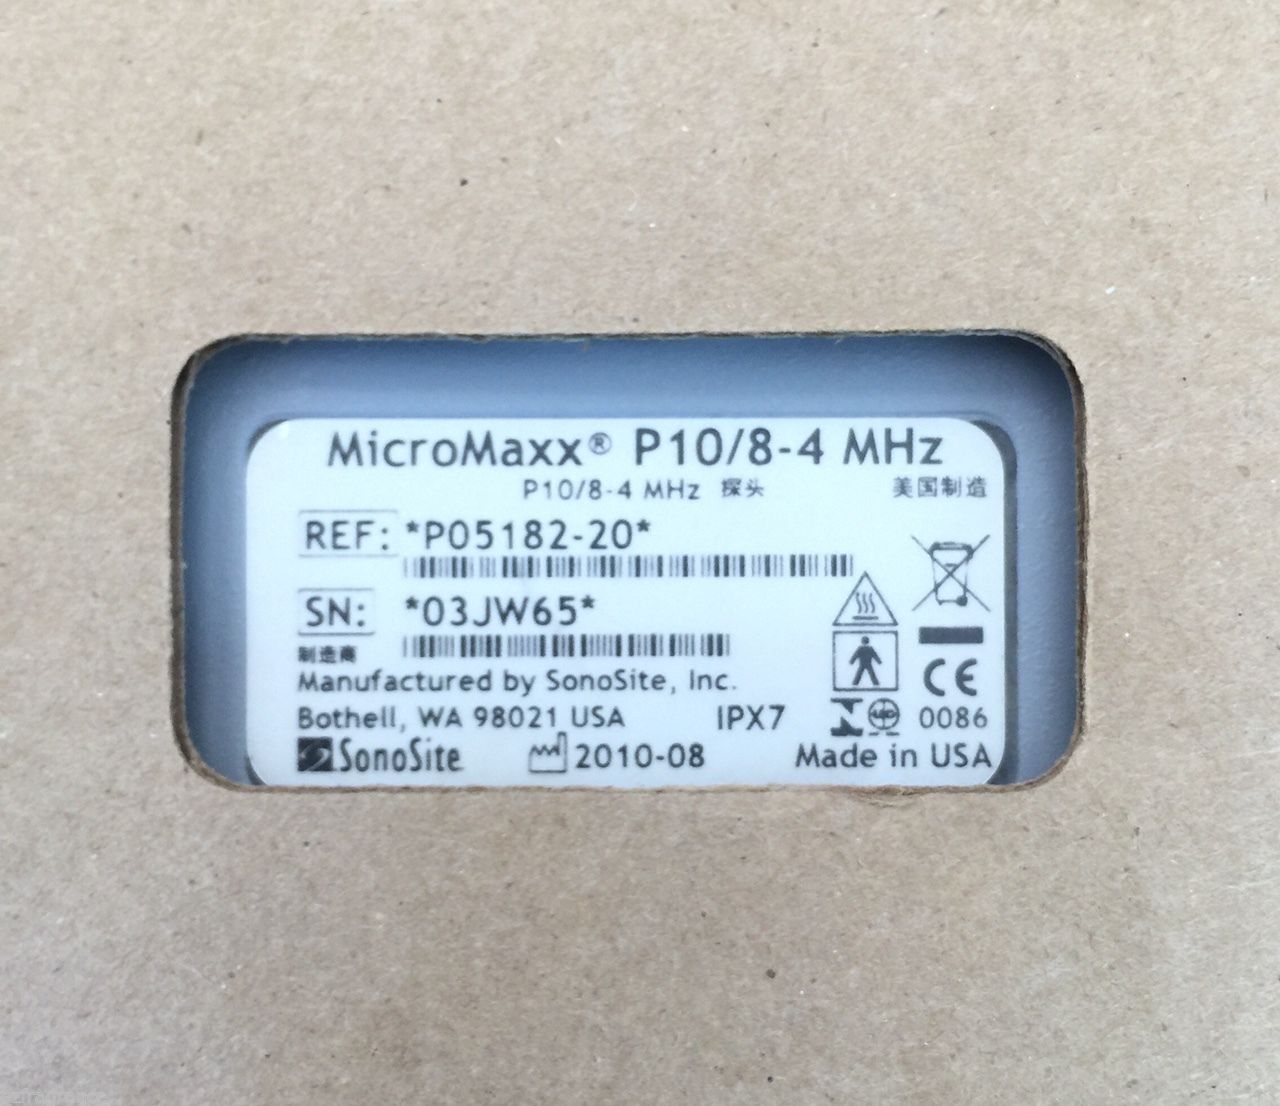 MicroMaxx® P10/8-4 MHz
P10/8-4 MHz 探头 美国制造
REF: *P05182-20*
SN: *03JW65*
制造商
Manufactured by SonoSite, Inc.
Bothell, WA 98021 USA IPX7 0086
SonoSite 2010-08 Made in USA
CE